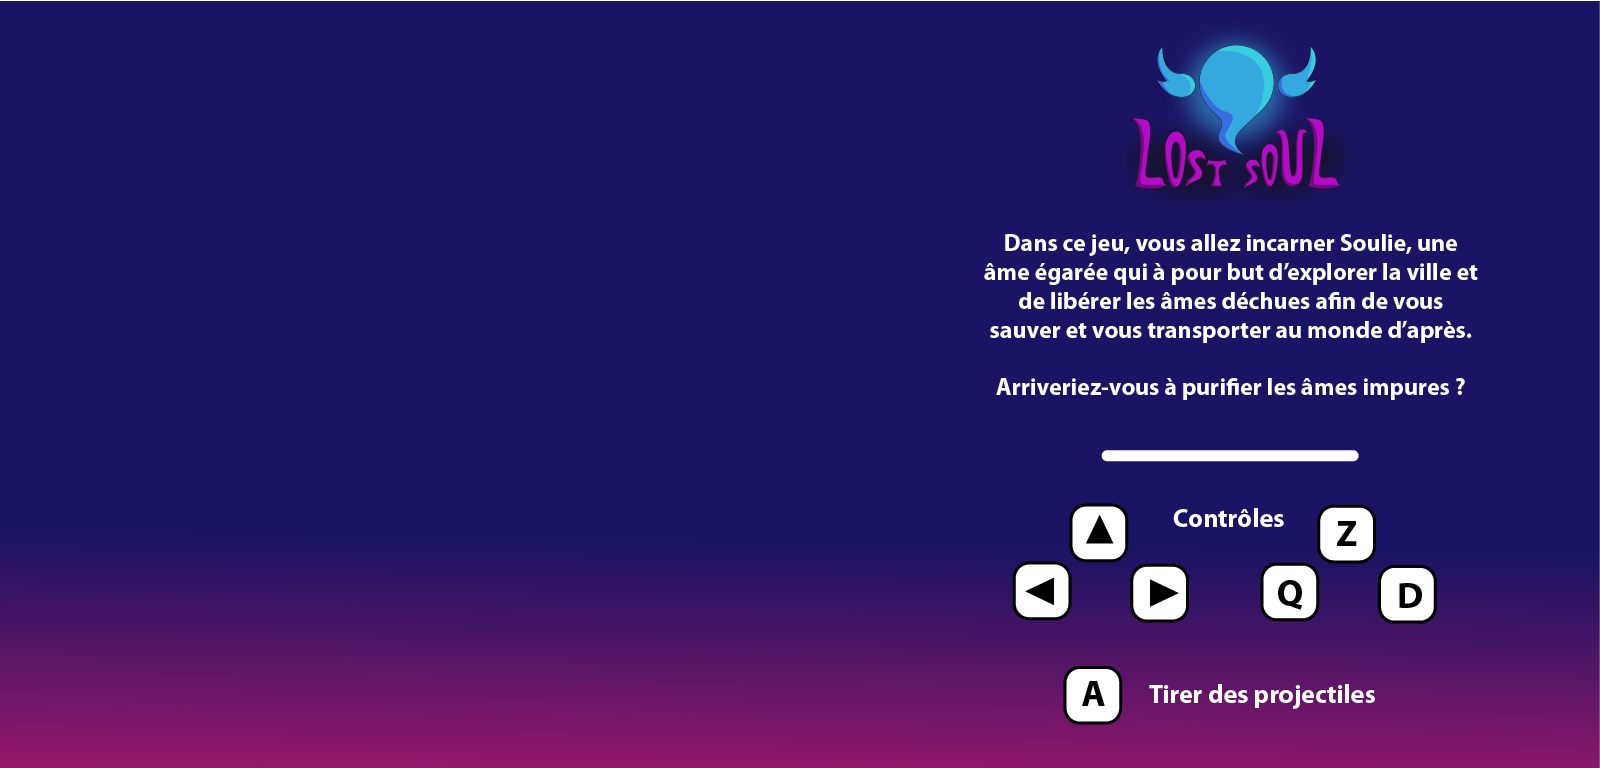 LOST SOUL
Dans ce jeu, vous allez incarner Soulie, une
âme égarée qui à pour but d’explorer la ville et
de libérer les âmes déchues afin de vous
sauver et vous transporter au monde d’après.
Arriveriez-vous à purifier les âmes impures ?
Contrôles
Z
Q D
A Tirer des projectiles